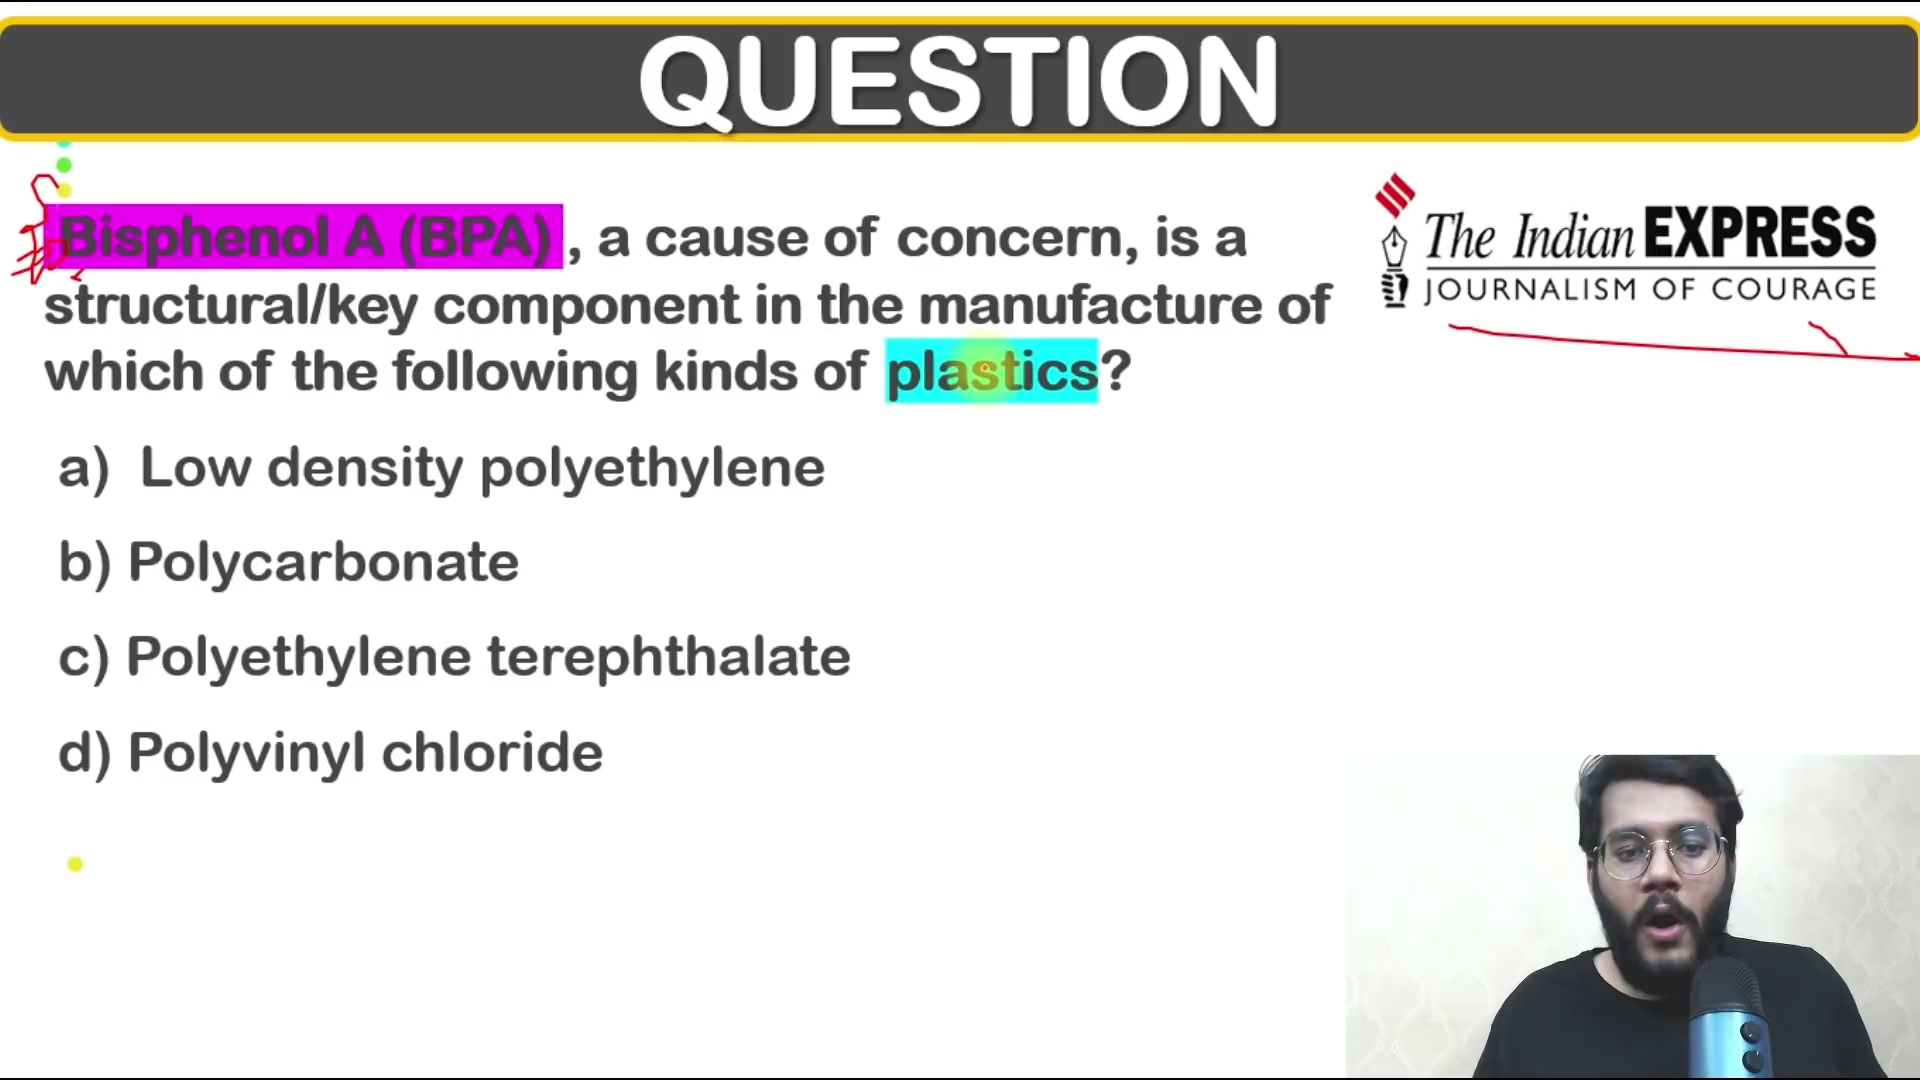 QUESTION
Bisphenol A (BPA) , a cause of concern, is a
structural/key component in the manufacture of
which of the following kinds of plastics?
The Indian EXPRESS
JOURNALISM OF COURAGE
a) Low density polyethylene
b) Polycarbonate
c) Polyethylene terephthalate
d) Polyvinyl chloride